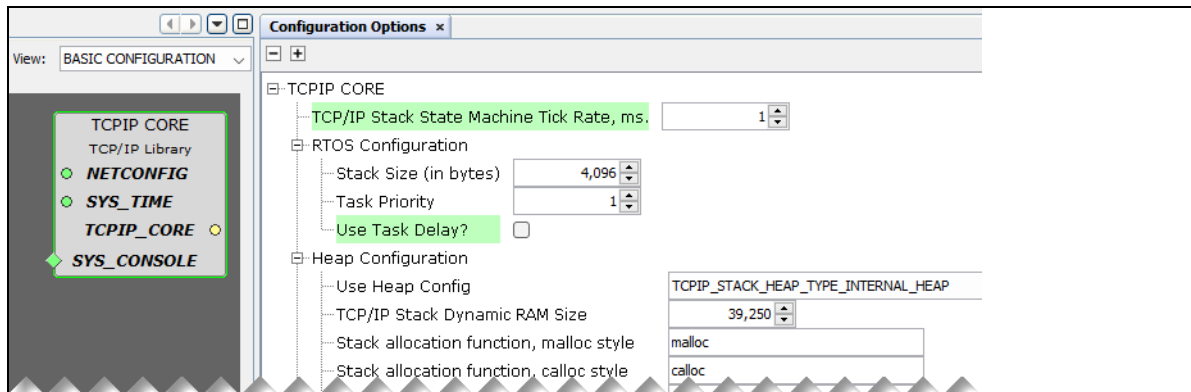 Configuration Options ×
View: BASIC CONFIGURATION
TCPIP CORE
TCP/IP Library
NETCONFIG
SYS_TIME
TCPIP_CORE
SYS_CONSOLE
TCPIP CORE
TCP/IP Stack State Machine Tick Rate, ms. 1
RTOS Configuration
Stack Size (in bytes) 4,096
Task Priority 1
Use Task Delay?
Heap Configuration
Use Heap Config TCPIP_STACK_HEAP_TYPE_INTERNAL_HEAP
TCP/IP Stack Dynamic RAM Size 39,250
Stack allocation function, malloc style malloc
Stack allocation function, calloc style calloc